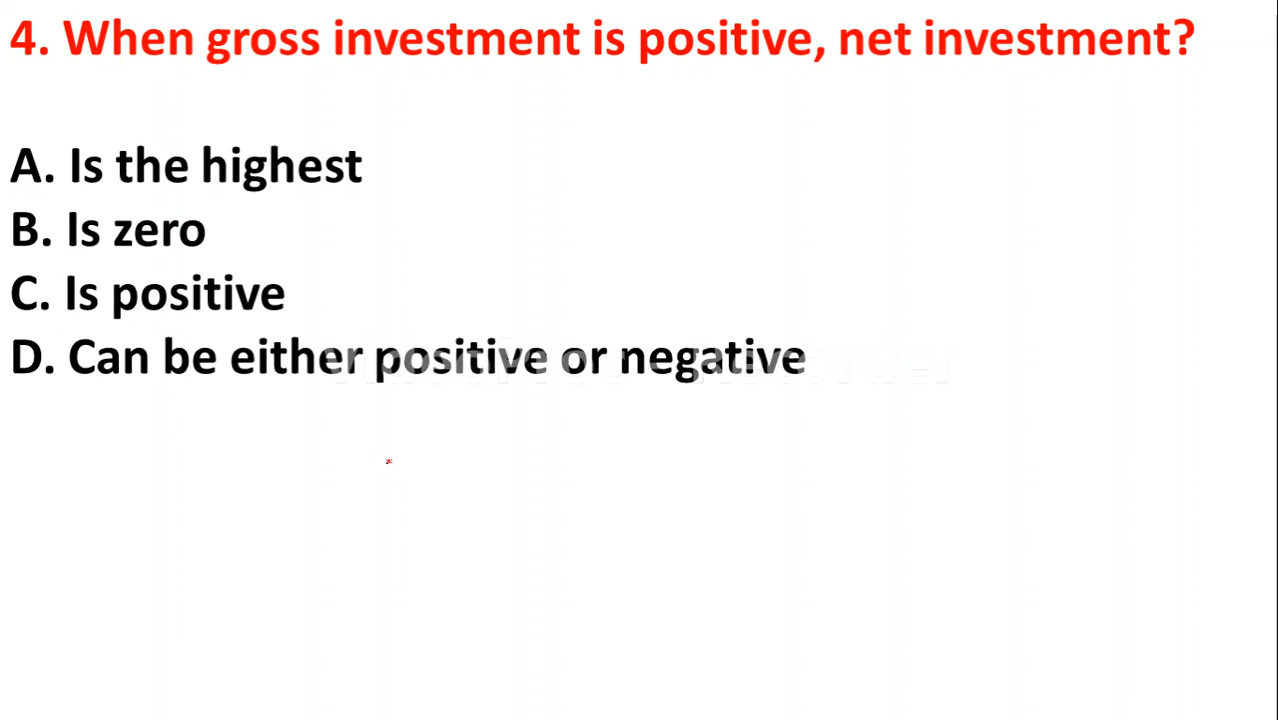 4. When gross investment is positive, net investment?
A. Is the highest
B. Is zero
C. Is positive
D. Can be either positive or negative